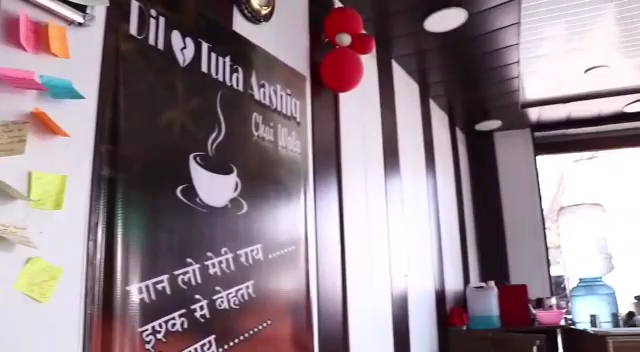 Dil 💔 Tuta Aashiq
Chai Wala
मान लो मेरी राय .......
इश्क से बेहतर